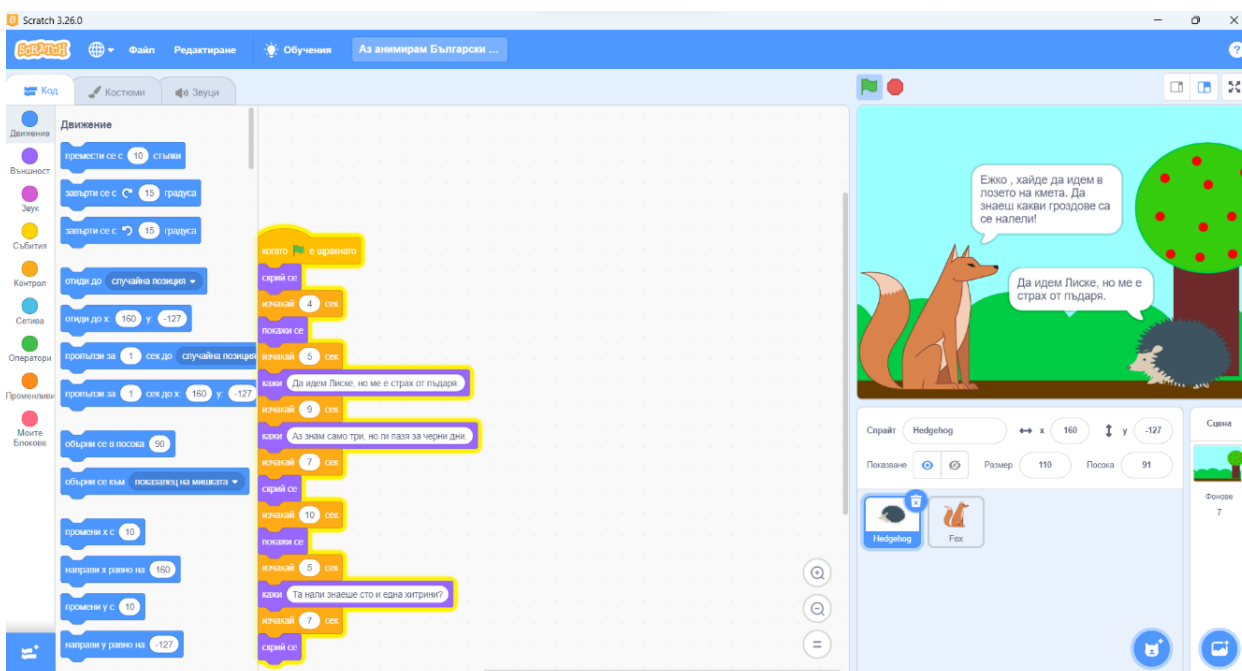 Scratch 3.26.0
SCRATCH
Файл Редактиране Обучения Аз анимирам Български ...
?
Код Костюми Звуци
Движение
Външност
Звук
Събития
Контрол
Сетива
Оператори
Променливи
Моите
Блокове
Движение
премести се с 10 стъпки
завърти се с 15 градуса
завърти се с 15 градуса
отиди до случайна позиция
отиди до x: 160 y: -127
пропълзи за 1 сек до случайна позиция
пропълзи за 1 сек до x: 160 y: -127
обърни се в посока 90
обърни се към показалец на мишката
промени x с 10
направи x равно на 160
промени y с 10
направи y равно на -127
когато е щракнато
скрий се
изчакай 4 сек
покажи се
изчакай 5 сек
кажи Да идем Лиске, но ме е страх от пъдаря.
изчакай 9 сек
кажи Аз знам само три, но ги пазя за черни дни.
изчакай 7 сек
скрий се
изчакай 10 сек
покажи се
изчакай 5 сек
кажи Та нали знаеше сто и една хитрини?
изчакай 7 сек
скрий се
Ежко , хайде да идем в
лозето на кмета. Да
знаеш какви гроздове са
се налели!
Да идем Лиске, но ме е
страх от пъдаря.
Спрайт Hedgehog x 160 y -127
Показване Размер 110 Посока 91
Hedgehog Fox
Сцена
Фонове
7